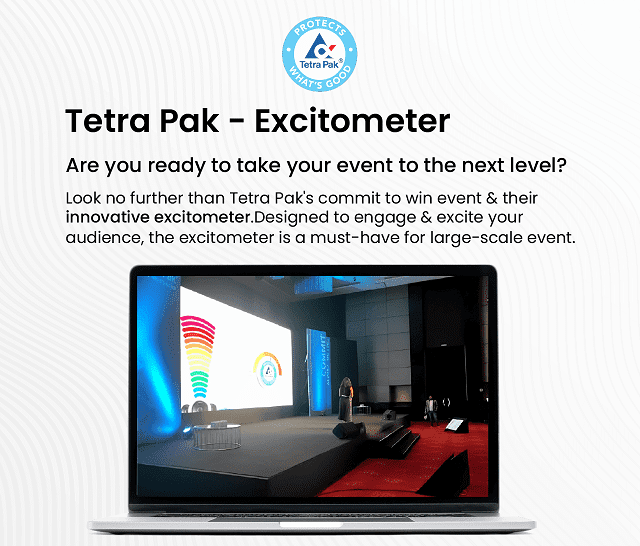 PROTECTS
Tetra Pak®
WHAT'S GOOD
Tetra Pak - Excitometer
Are you ready to take your event to the next level?
Look no further than Tetra Pak's commit to win event & their
innovative excitometer.Designed to engage & excite your
audience, the excitometer is a must-have for large-scale event.
COMMIT